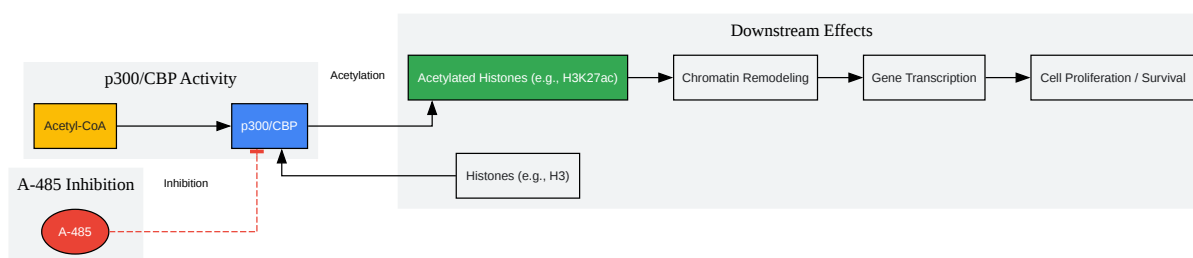 Downstream Effects
p300/CBP Activity
Acetylation
Acetylated Histones (e.g., H3K27ac)
Chromatin Remodeling
Gene Transcription
Cell Proliferation / Survival
Acetyl-CoA
p300/CBP
Histones (e.g., H3)
A-485 Inhibition
Inhibition
A-485